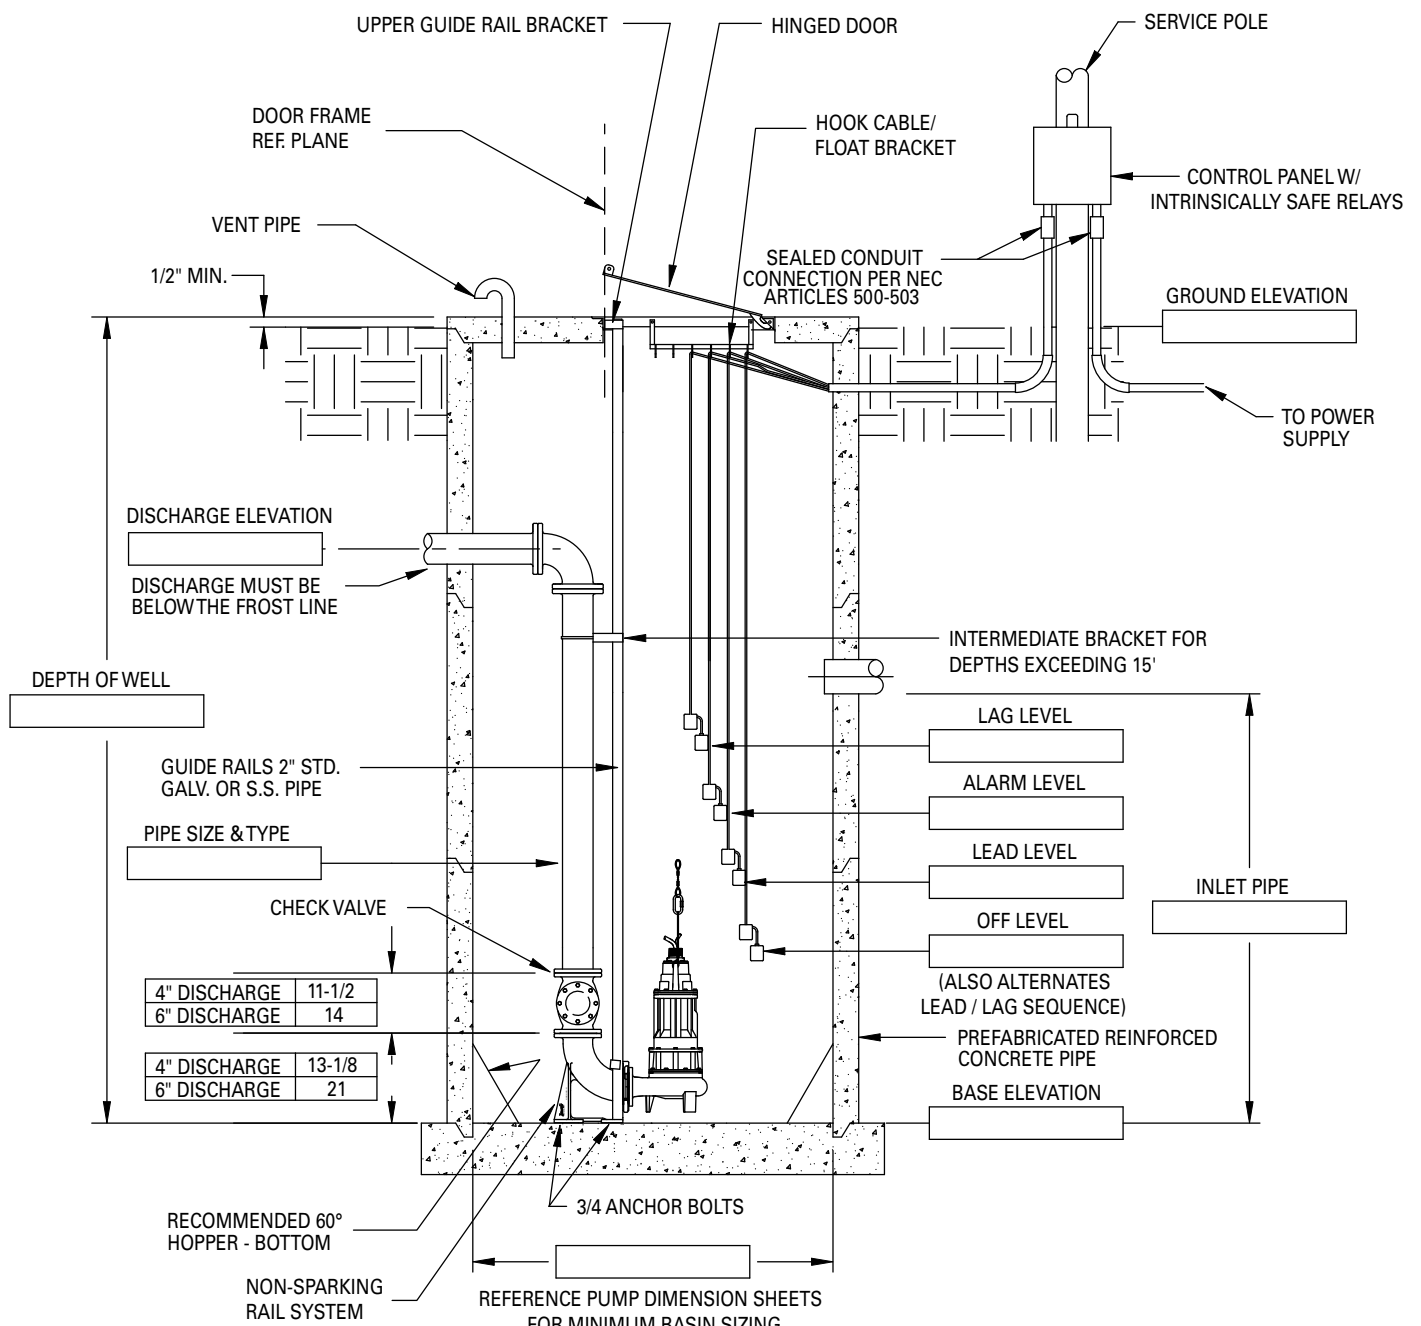 UPPER GUIDE RAIL BRACKET
HINGED DOOR
SERVICE POLE
DOOR FRAME
REF. PLANE
HOOK CABLE/
FLOAT BRACKET
CONTROL PANEL W/
INTRINSICALLY SAFE RELAYS
VENT PIPE
1/2" MIN.
SEALED CONDUIT
CONNECTION PER NEC
ARTICLES 500-503
GROUND ELEVATION
TO POWER
SUPPLY
DISCHARGE ELEVATION
DISCHARGE MUST BE
BELOW THE FROST LINE
INTERMEDIATE BRACKET FOR
DEPTHS EXCEEDING 15'
DEPTH OF WELL
LAG LEVEL
GUIDE RAILS 2" STD.
GALV. OR S.S. PIPE
ALARM LEVEL
PIPE SIZE & TYPE
LEAD LEVEL
INLET PIPE
CHECK VALVE
OFF LEVEL
(ALSO ALTERNATES
LEAD / LAG SEQUENCE)
4" DISCHARGE 11-1/2
6" DISCHARGE 14
PREFABRICATED REINFORCED
CONCRETE PIPE
4" DISCHARGE 13-1/8
6" DISCHARGE 21
BASE ELEVATION
3/4 ANCHOR BOLTS
RECOMMENDED 60°
HOPPER - BOTTOM
NON-SPARKING
RAIL SYSTEM
REFERENCE PUMP DIMENSION SHEETS
FOR MINIMUM BASIN SIZING